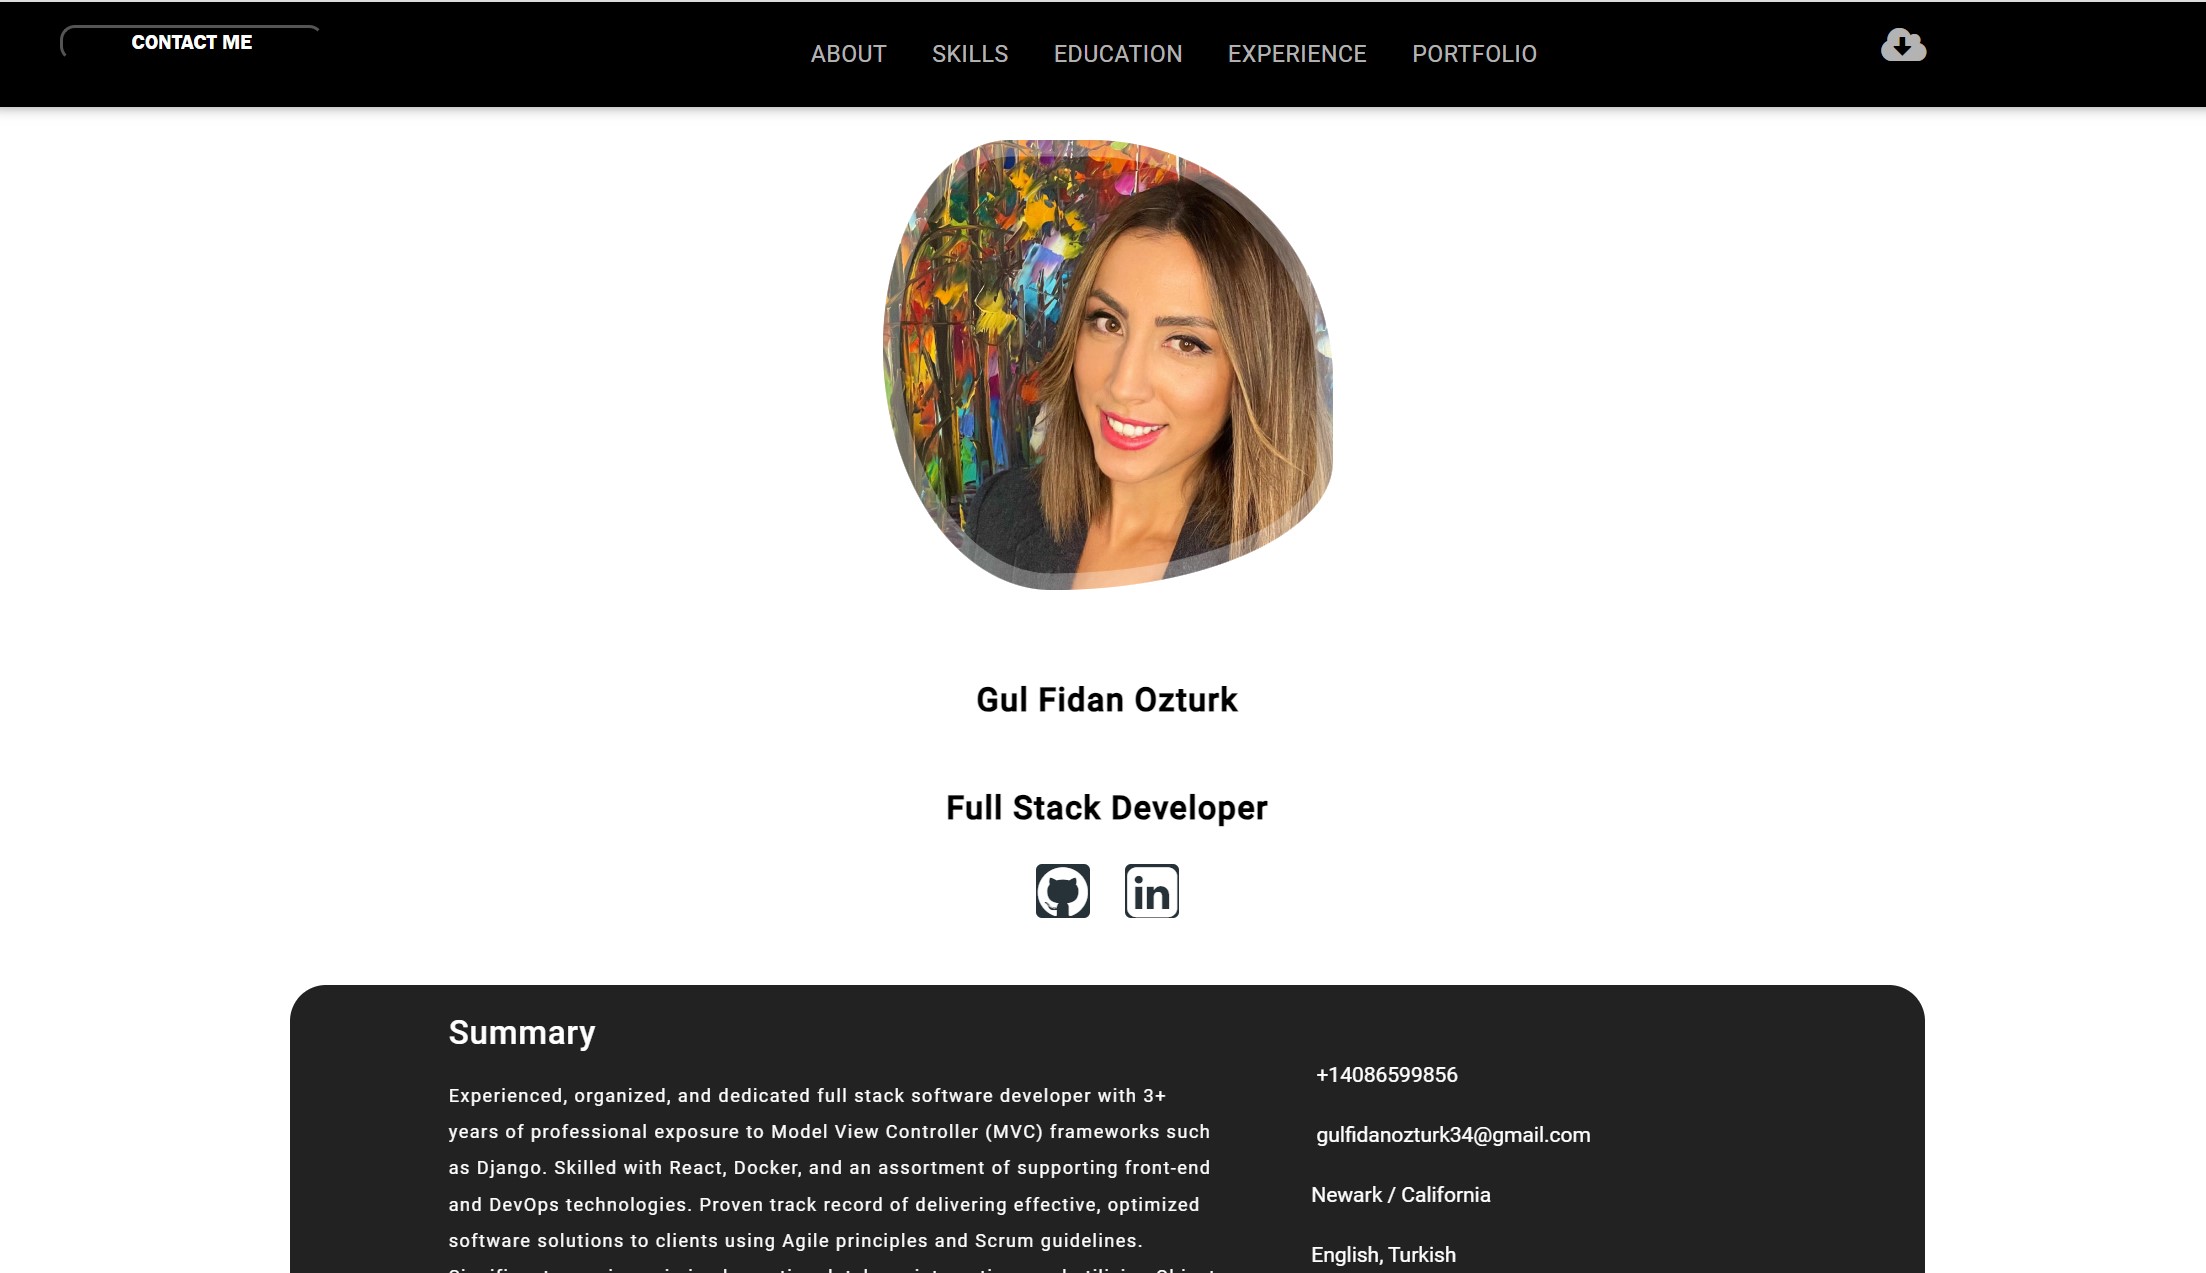 CONTACT ME
ABOUT SKILLS EDUCATION EXPERIENCE PORTFOLIO
Gul Fidan Ozturk
Full Stack Developer
in
Summary
Experienced, organized, and dedicated full stack software developer with 3+
years of professional exposure to Model View Controller (MVC) frameworks such
as Django. Skilled with React, Docker, and an assortment of supporting front-end
and DevOps technologies. Proven track record of delivering effective, optimized
software solutions to clients using Agile principles and Scrum guidelines.
+14086599856
gulfidanozturk34@gmail.com
Newark / California
English, Turkish